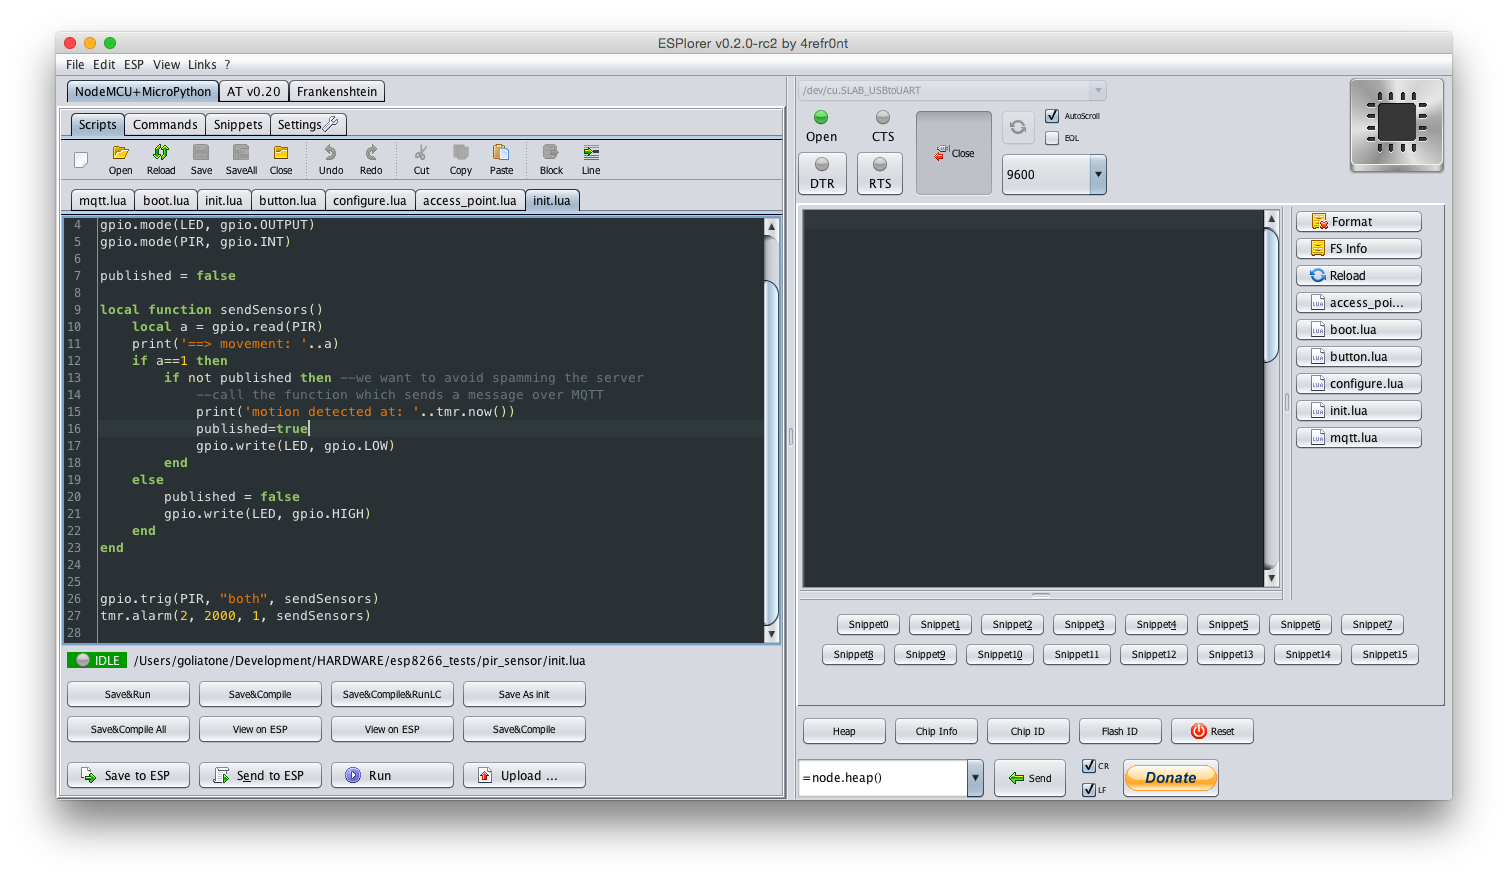 ESPlorer v0.2.0-rc2 by 4refr0nt
File Edit ESP View Links ?
NodeMCU+MicroPython AT v0.20 Frankenshtein
Scripts Commands Snippets Settings
Open Reload Save SaveAll Close Undo Redo Cut Copy Paste Block Line
mqtt.lua boot.lua init.lua button.lua configure.lua access_point.lua init.lua
4 gpio.mode(LED, gpio.OUTPUT)
5 gpio.mode(PIR, gpio.INT)
6
7 published = false
8
9 local function sendSensors()
10 local a = gpio.read(PIR)
11 print('==> movement: '..a)
12 if a==1 then
13 if not published then --we want to avoid spamming the server
14 --call the function which sends a message over MQTT
15 print('motion detected at: '..tmr.now())
16 published=true
17 gpio.write(LED, gpio.LOW)
18 end
19 else
20 published = false
21 gpio.write(LED, gpio.HIGH)
22 end
23 end
24
25
26 gpio.trig(PIR, "both", sendSensors)
27 tmr.alarm(2, 2000, 1, sendSensors)
28
IDLE /Users/goliatone/Development/HARDWARE/esp8266_tests/pir_sensor/init.lua
Save&Run Save&Compile Save&Compile&RunLC Save As init
Save&Compile All View on ESP View on ESP Save&Compile
Save to ESP Send to ESP Run Upload ...
/dev/cu.SLAB_USBtoUART
Open CTS Close AutoScroll
EOL
DTR RTS 9600
Format
FS Info
Reload
access_poi...
boot.lua
button.lua
configure.lua
init.lua
mqtt.lua
Snippet0 Snippet1 Snippet2 Snippet3 Snippet4 Snippet5 Snippet6 Snippet7
Snippet8 Snippet9 Snippet10 Snippet11 Snippet12 Snippet13 Snippet14 Snippet15
Heap Chip Info Chip ID Flash ID Reset
=node.heap() Send CR
LF
Donate